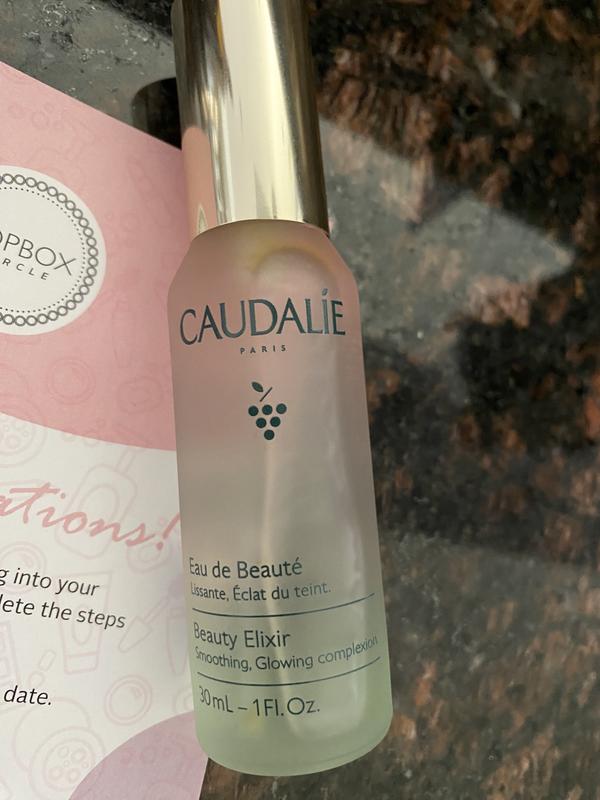 CAUDALÍE
PARIS
Eau de Beauté
Lissante, Éclat du teint.
Beauty Elixir
Smoothing, Glowing complexion
30mL – 1Fl.Oz.
OPBOX
RCLE
ations!
g into your
lete the steps
date.